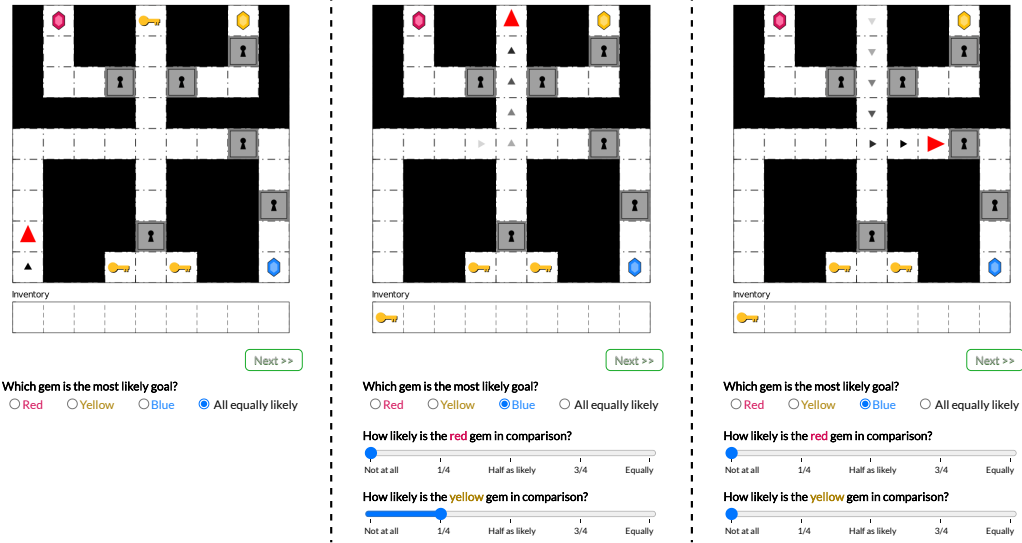 Inventory
Next >>
Which gem is the most likely goal?
Red Yellow Blue All equally likely
Inventory
Next >>
Which gem is the most likely goal?
Red Yellow Blue All equally likely
How likely is the red gem in comparison?
Not at all 1/4 Half as likely 3/4 Equally
How likely is the yellow gem in comparison?
Not at all 1/4 Half as likely 3/4 Equally
Inventory
Next >>
Which gem is the most likely goal?
Red Yellow Blue All equally likely
How likely is the red gem in comparison?
Not at all 1/4 Half as likely 3/4 Equally
How likely is the yellow gem in comparison?
Not at all 1/4 Half as likely 3/4 Equally